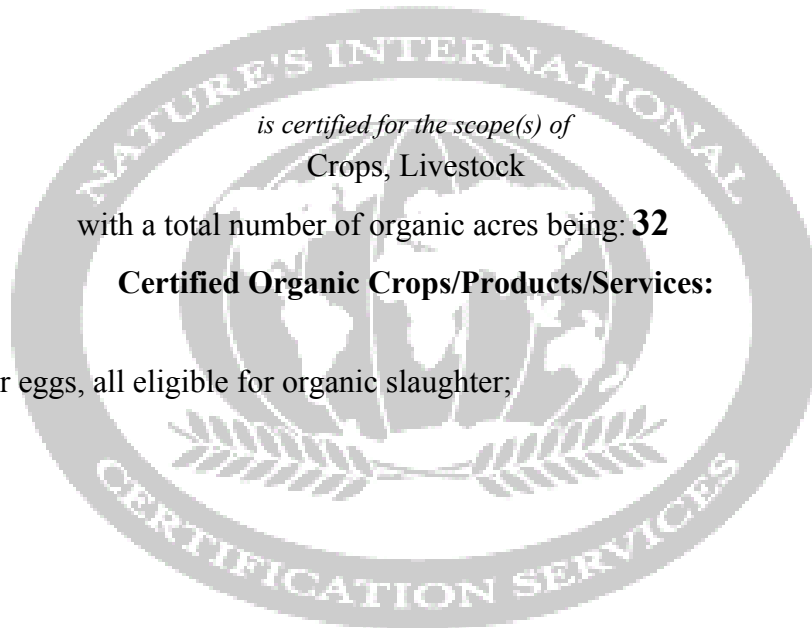 NATURE'S INTERNATIONAL
is certified for the scope(s) of
Crops, Livestock
with a total number of organic acres being: 32
Certified Organic Crops/Products/Services:
r eggs, all eligible for organic slaughter;
CERTIFICATION SERVICES